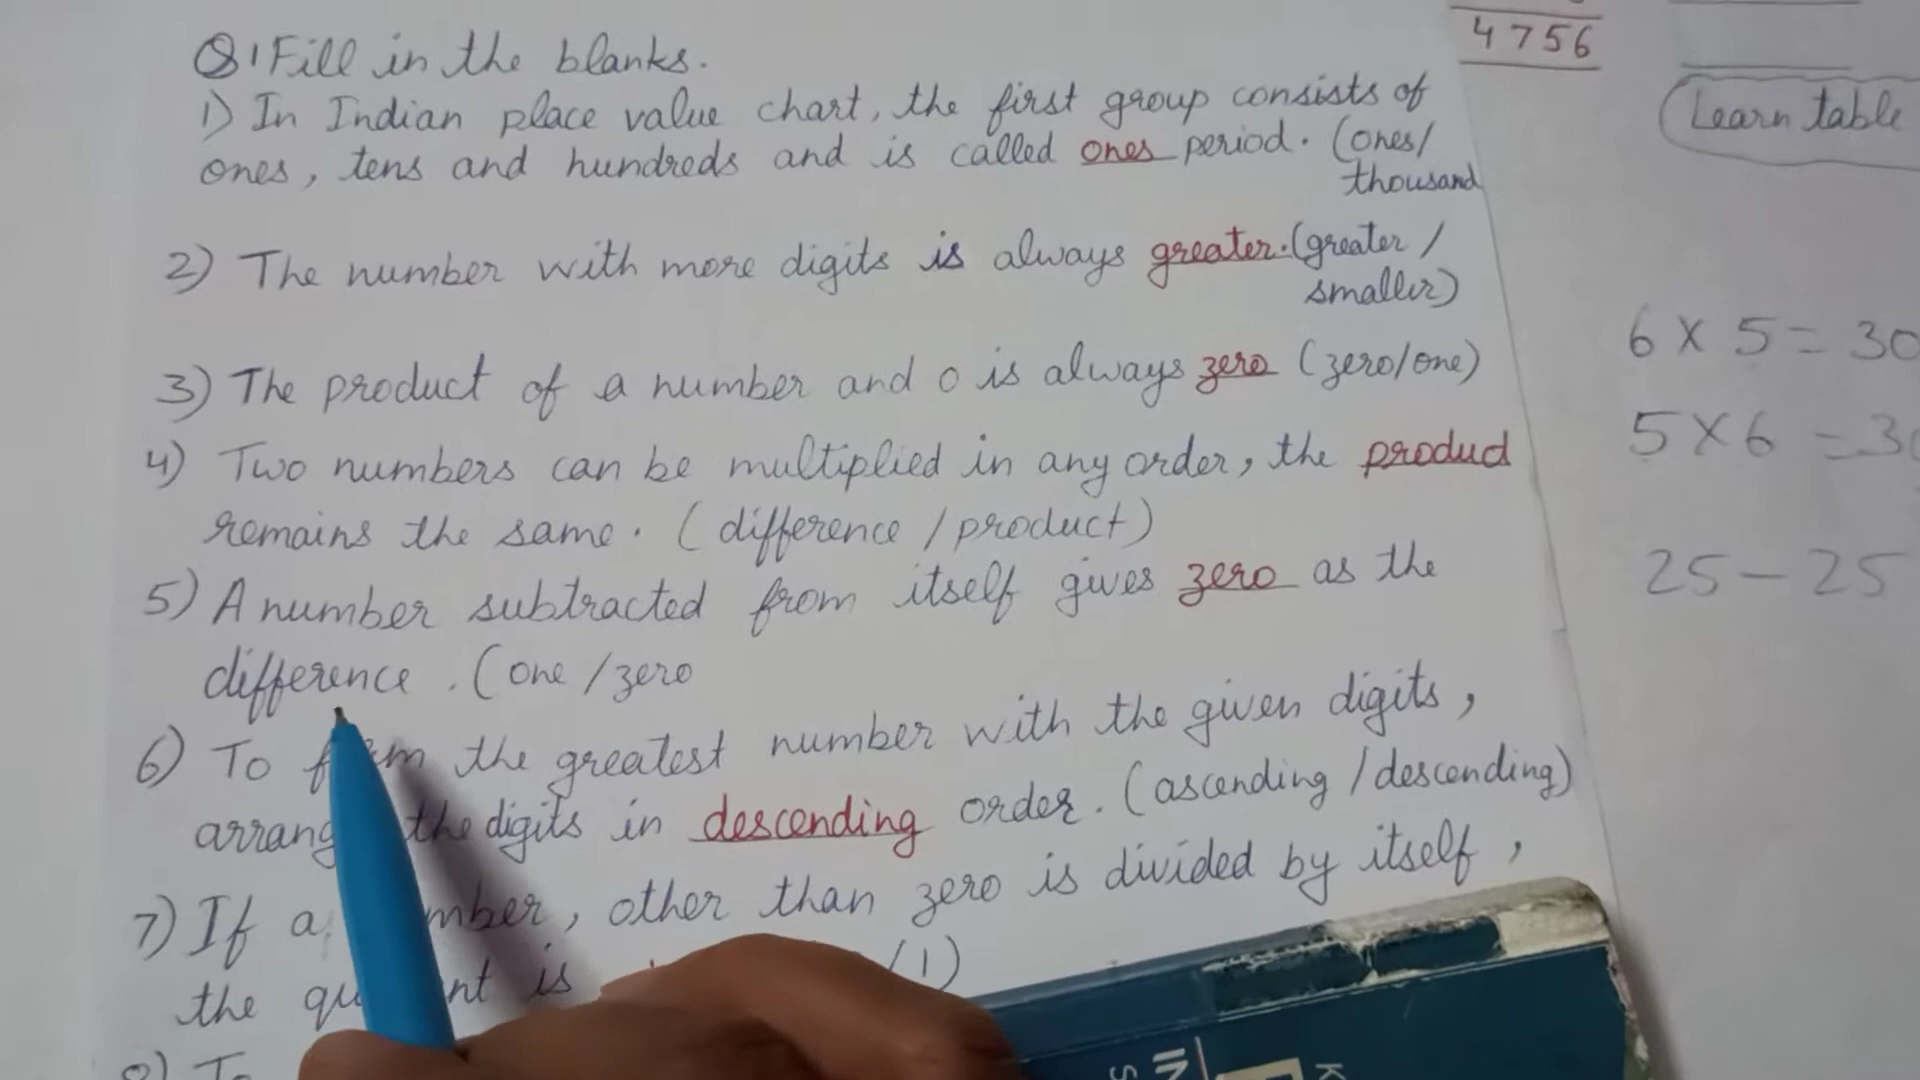 Q1 Fill in the blanks.
1) In Indian place value chart, the first group consists of
ones, tens and hundreds and is called ones period. (ones/
thousand
2) The number with more digits is always greater. (greater /
smaller)
3) The product of a number and 0 is always zero (zero/one)
4) Two numbers can be multiplied in any order, the product
remains the same. (difference / product)
5) A number subtracted from itself gives zero as the
difference. (one / zero
6) To the greatest number with the given digits,
the digits in descending order. (ascending / descending)
7) If a , other than zero is divided by itself,
the is (1)
8) To
4756
Learn table
6 X 5 = 30
5 X 6 = 30
25 - 25